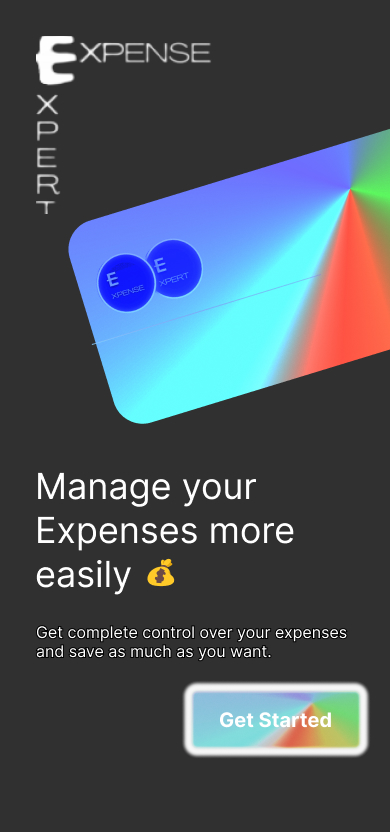 EXPENSE
XPERT
E
XPENSE
E
XPERT
Manage your
Expenses more
easily 💰
Get complete control over your expenses
and save as much as you want.
Get Started